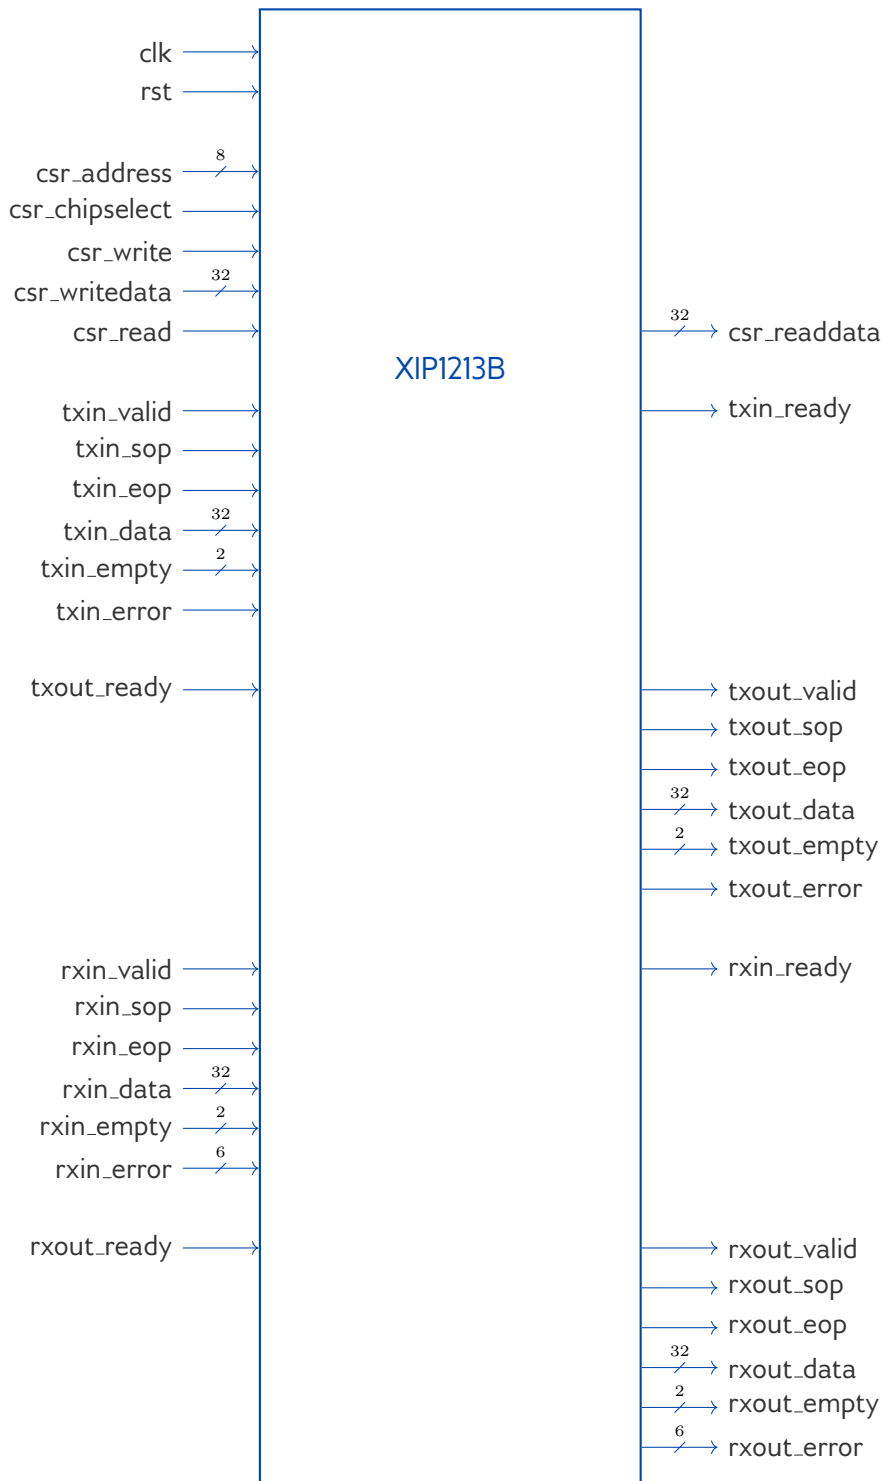 clk
rst
8
csr_address
csr_chipselect
csr_write
32
csr_writedata
csr_read
32
csr_readdata
XIP1213B
txin_valid
txin_ready
txin_sop
txin_eop
32
txin_data
2
txin_empty
txin_error
txout_ready
txout_valid
txout_sop
txout_eop
32
txout_data
2
txout_empty
txout_error
rxin_valid
rxin_ready
rxin_sop
rxin_eop
32
rxin_data
2
rxin_empty
6
rxin_error
rxout_ready
rxout_valid
rxout_sop
rxout_eop
32
rxout_data
2
rxout_empty
6
rxout_error